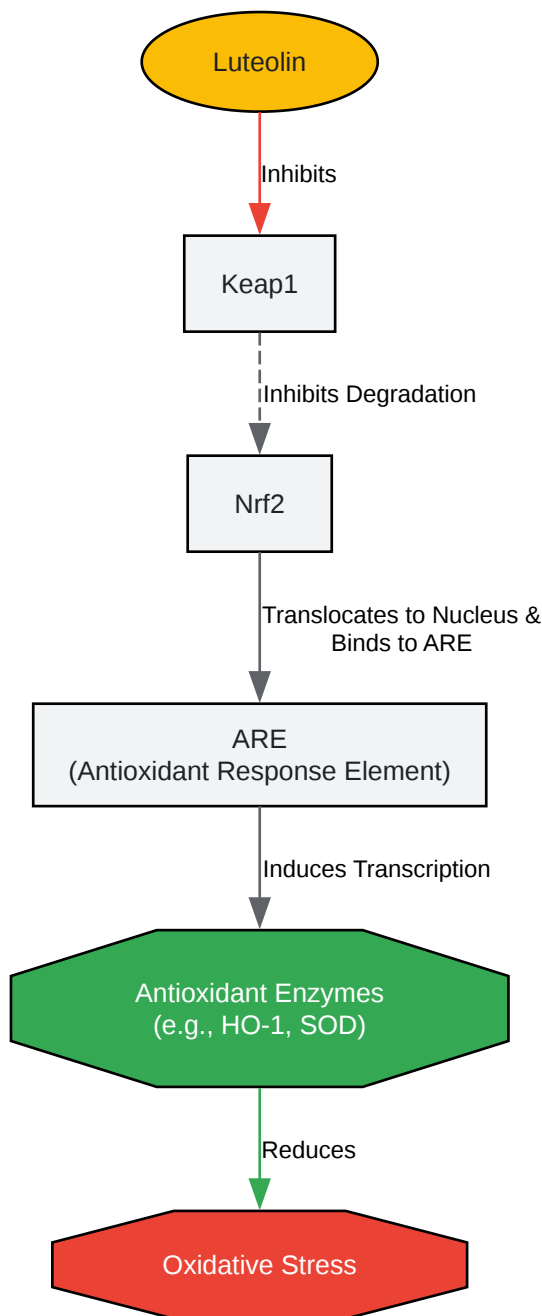 Luteolin
Inhibits
Keap1
Inhibits Degradation
Nrf2
Translocates to Nucleus &
Binds to ARE
ARE
(Antioxidant Response Element)
Induces Transcription
Antioxidant Enzymes
(e.g., HO-1, SOD)
Reduces
Oxidative Stress